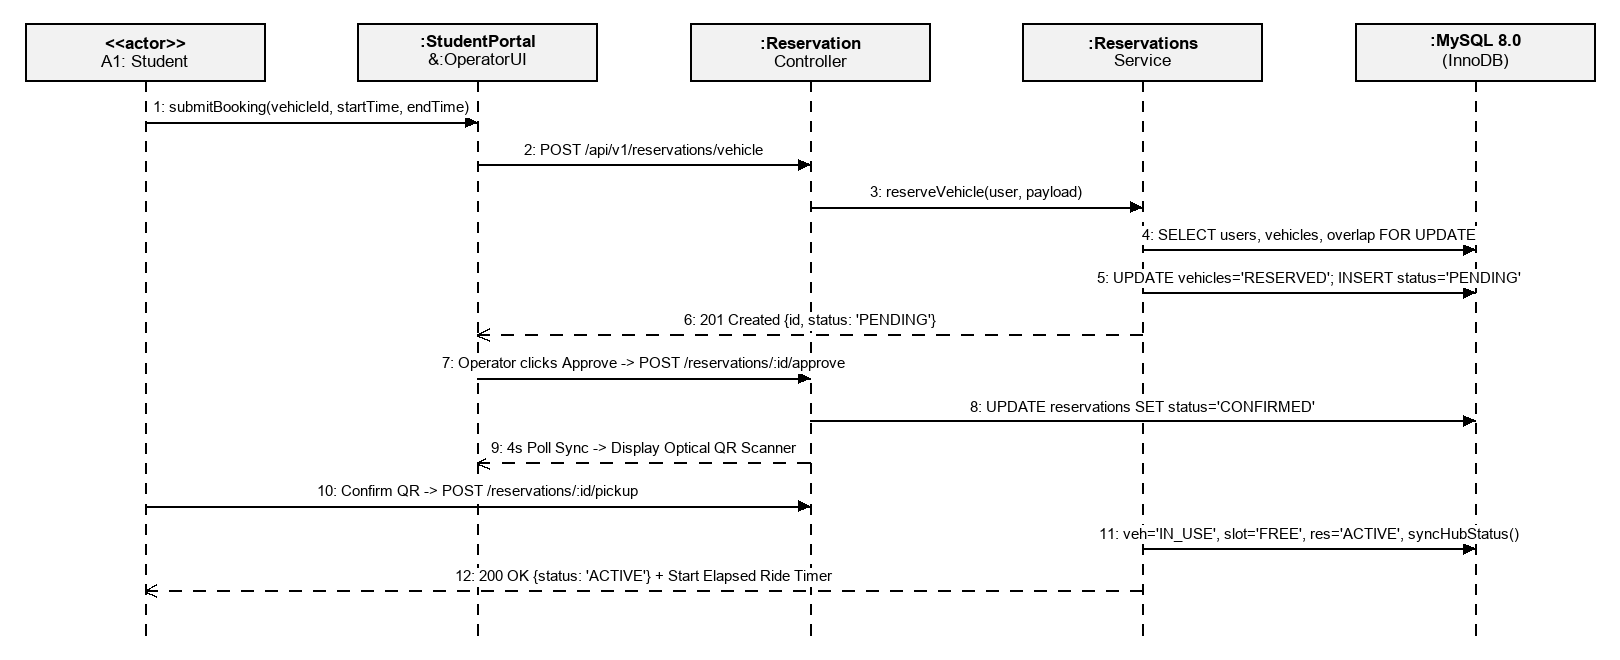 <<actor>>
A1: Student
:StudentPortal
&:OperatorUI
:Reservation
Controller
:Reservations
Service
:MySQL 8.0
(InnoDB)
1: submitBooking(vehicleId, startTime, endTime)
2: POST /api/v1/reservations/vehicle
3: reserveVehicle(user, payload)
4: SELECT users, vehicles, overlap FOR UPDATE
5: UPDATE vehicles='RESERVED'; INSERT status='PENDING'
6: 201 Created {id, status: 'PENDING'}
7: Operator clicks Approve -> POST /reservations/:id/approve
8: UPDATE reservations SET status='CONFIRMED'
9: 4s Poll Sync -> Display Optical QR Scanner
10: Confirm QR -> POST /reservations/:id/pickup
11: veh='IN_USE', slot='FREE', res='ACTIVE', syncHubStatus()
12: 200 OK {status: 'ACTIVE'} + Start Elapsed Ride Timer